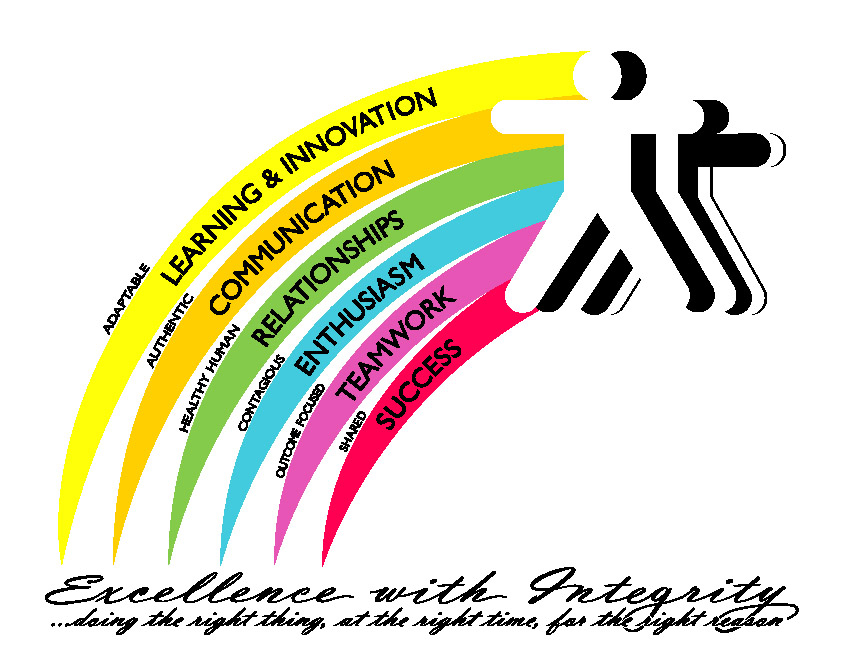 ADAPTABLE
LEARNING & INNOVATION
AUTHENTIC
COMMUNICATION
HEALTHY HUMAN
RELATIONSHIPS
CONTAGIOUS
ENTHUSIASM
OUTCOME FOCUSED
TEAMWORK
SHARED
SUCCESS
Excellence with Integrity
...doing the right thing, at the right time, for the right reason